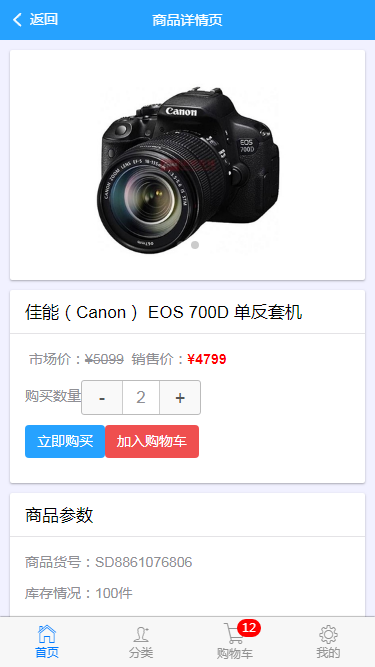 返回
商品详情页
Canon
EOS
700D
佳能（Canon） EOS 700D 单反套机
市场价：¥5099 销售价：¥4799
购买数量 - 2 +
立即购买 加入购物车
商品参数
商品货号：SD8861076806
库存情况：100件
12
首页 分类 购物车 我的